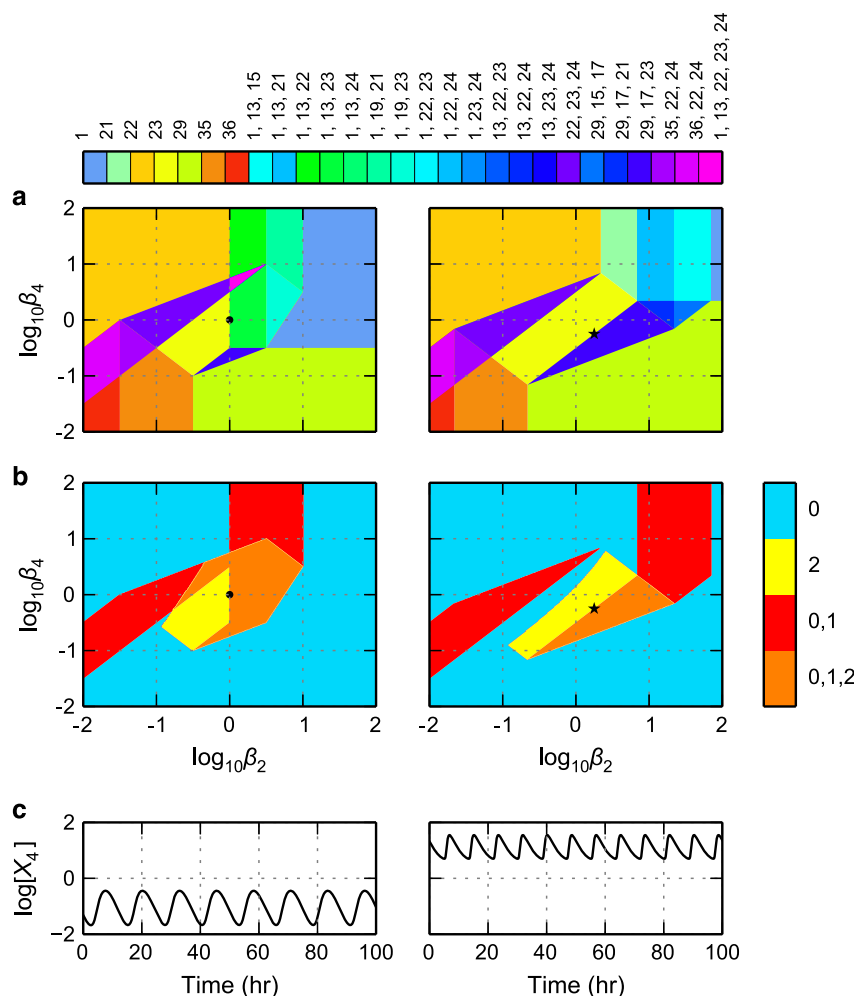 1
21
22
23
29
35
36
1, 13, 15
1, 13, 21
1, 13, 22
1, 13, 23
1, 13, 24
1, 19, 21
1, 19, 23
1, 22, 23
1, 22, 24
1, 23, 24
13, 22, 23
13, 22, 24
13, 23, 24
22, 23, 24
29, 15, 17
29, 17, 21
29, 17, 23
35, 22, 24
36, 22, 24
1, 13, 22, 23, 24
a
2
1
0
-1
-2
log₁₀β₄
b
2
1
0
-1
-2
log₁₀β₄
-2 -1 0 1 2
log₁₀β₂
-2 -1 0 1 2
log₁₀β₂
0
2
0,1
0,1,2
c
2
0
-2
log[X₄]
0 20 40 60 80 100
Time (hr)
0 20 40 60 80 100
Time (hr)